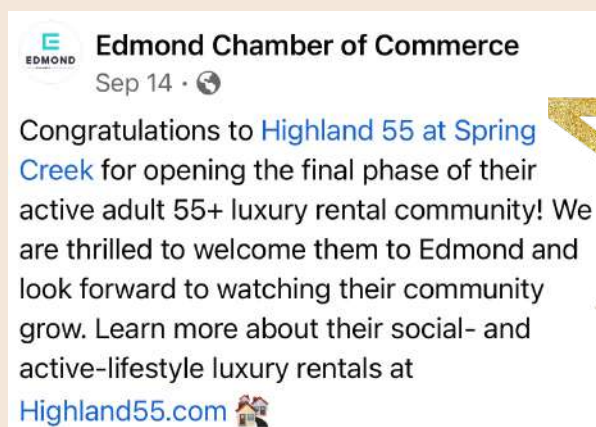 EDMOND
Edmond Chamber of Commerce
Sep 14 ·
Congratulations to Highland 55 at Spring
Creek for opening the final phase of their
active adult 55+ luxury rental community! We
are thrilled to welcome them to Edmond and
look forward to watching their community
grow. Learn more about their social- and
active-lifestyle luxury rentals at
Highland55.com